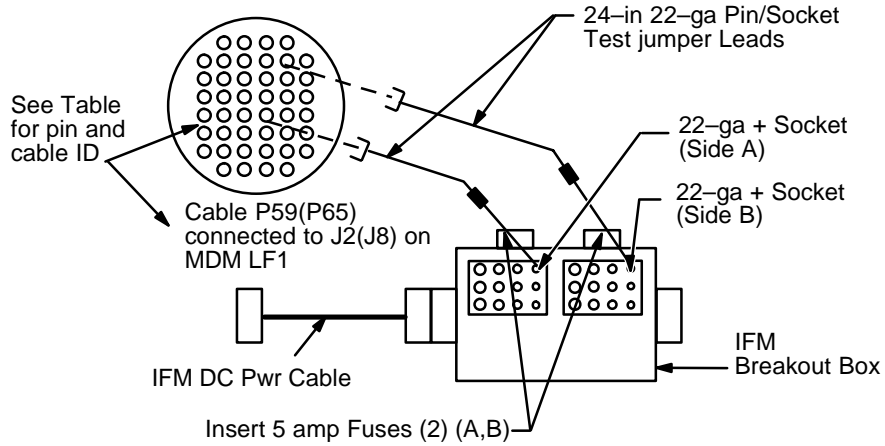 24–in 22–ga Pin/Socket
Test jumper Leads
See Table
for pin and
cable ID
22–ga + Socket
(Side A)
22–ga + Socket
(Side B)
Cable P59(P65)
connected to J2(J8) on
MDM LF1
IFM DC Pwr Cable
IFM
Breakout Box
Insert 5 amp Fuses (2) (A,B)